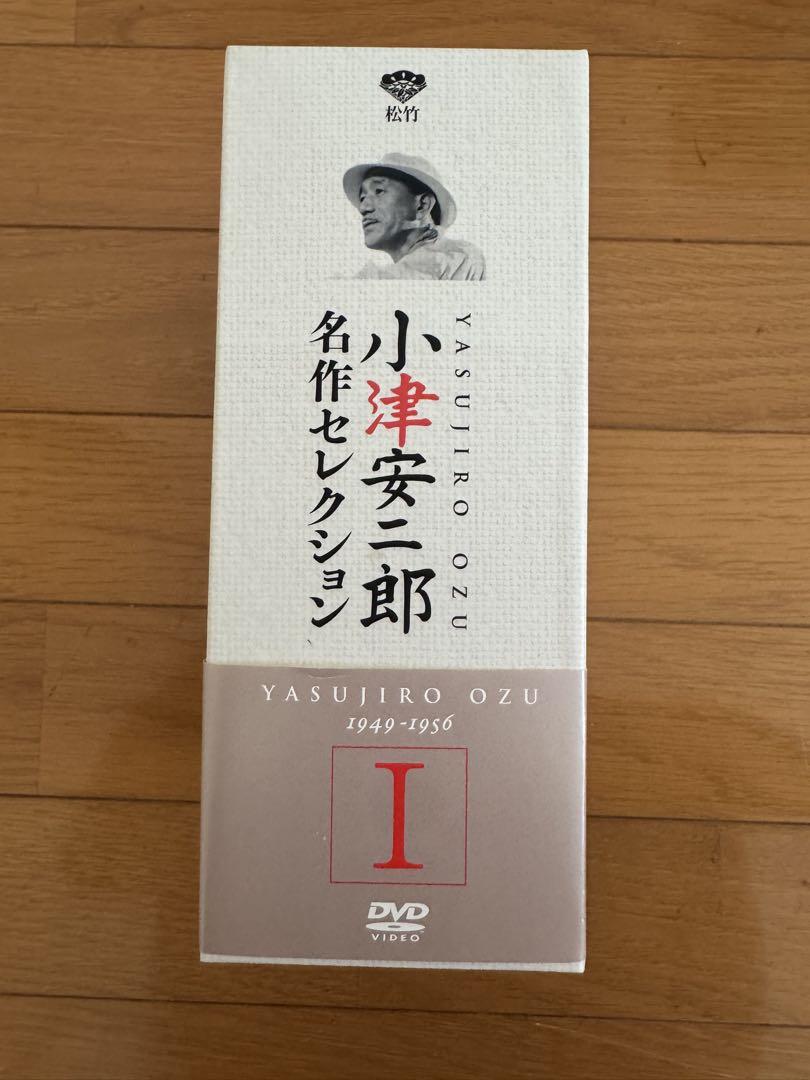 松竹
YASUJIRO OZU
小津安二郎
名作セレクション
YASUJIRO OZU
1949-1956
I
DVD
VIDEO